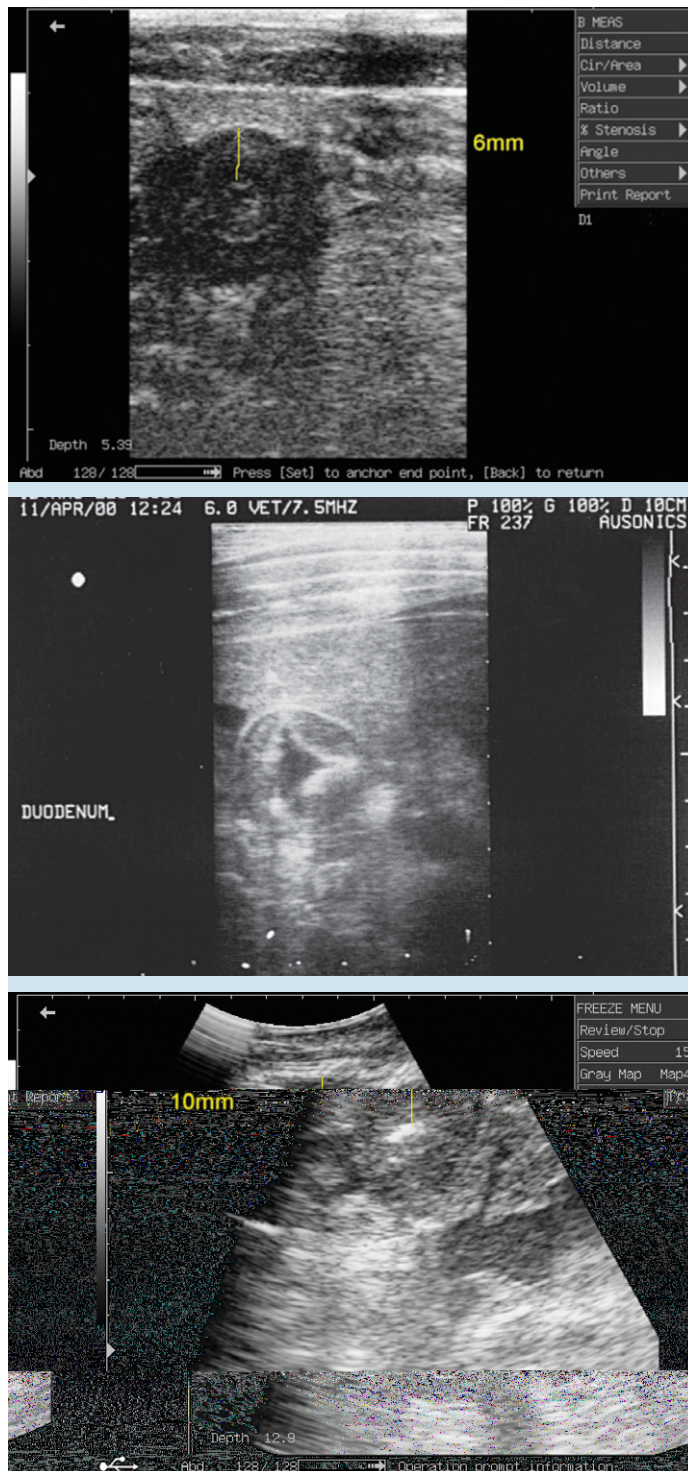 B MEAS
Distance
Cir/Area
Volume
Ratio
% Stenosis
Angle
Others
Print Report
D1
6mm
Depth 5.39
Abd 128/128 Press [Set] to anchor end point, [Back] to return
11/APR/00 12:24 6.0 VET/7.5MHZ P 100% G 100% D 10CM
FR 237 AUSONICS
DUODENUM.
FREEZE MENU
Review/Stop
Speed 15
Gray Map Map4
t Report
10mm
Depth 12.9
Abd 128/128 Operation prompt information.